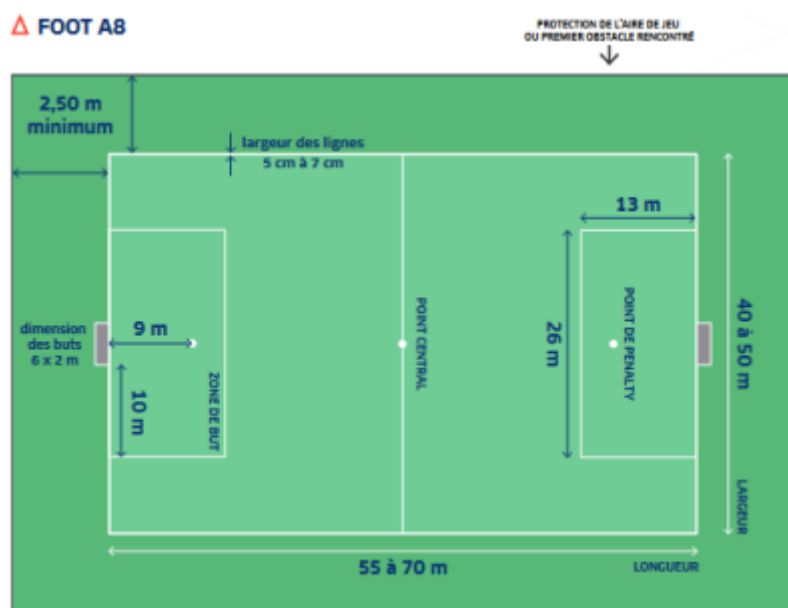 FOOT A8
PROTECTION DE L'AIRE DE JEU
OU PREMIER OBSTACLE RENCONTRÉ
2,50 m
minimum
largeur des lignes
5 cm à 7 cm
13 m
dimension
des buts
6 x 2 m
9 m
10 m
ZONE DE BUT
POINT CENTRAL
26 m
POINT DE PENALTY
40 à 50 m
LARGEUR
55 à 70 m
LONGUEUR